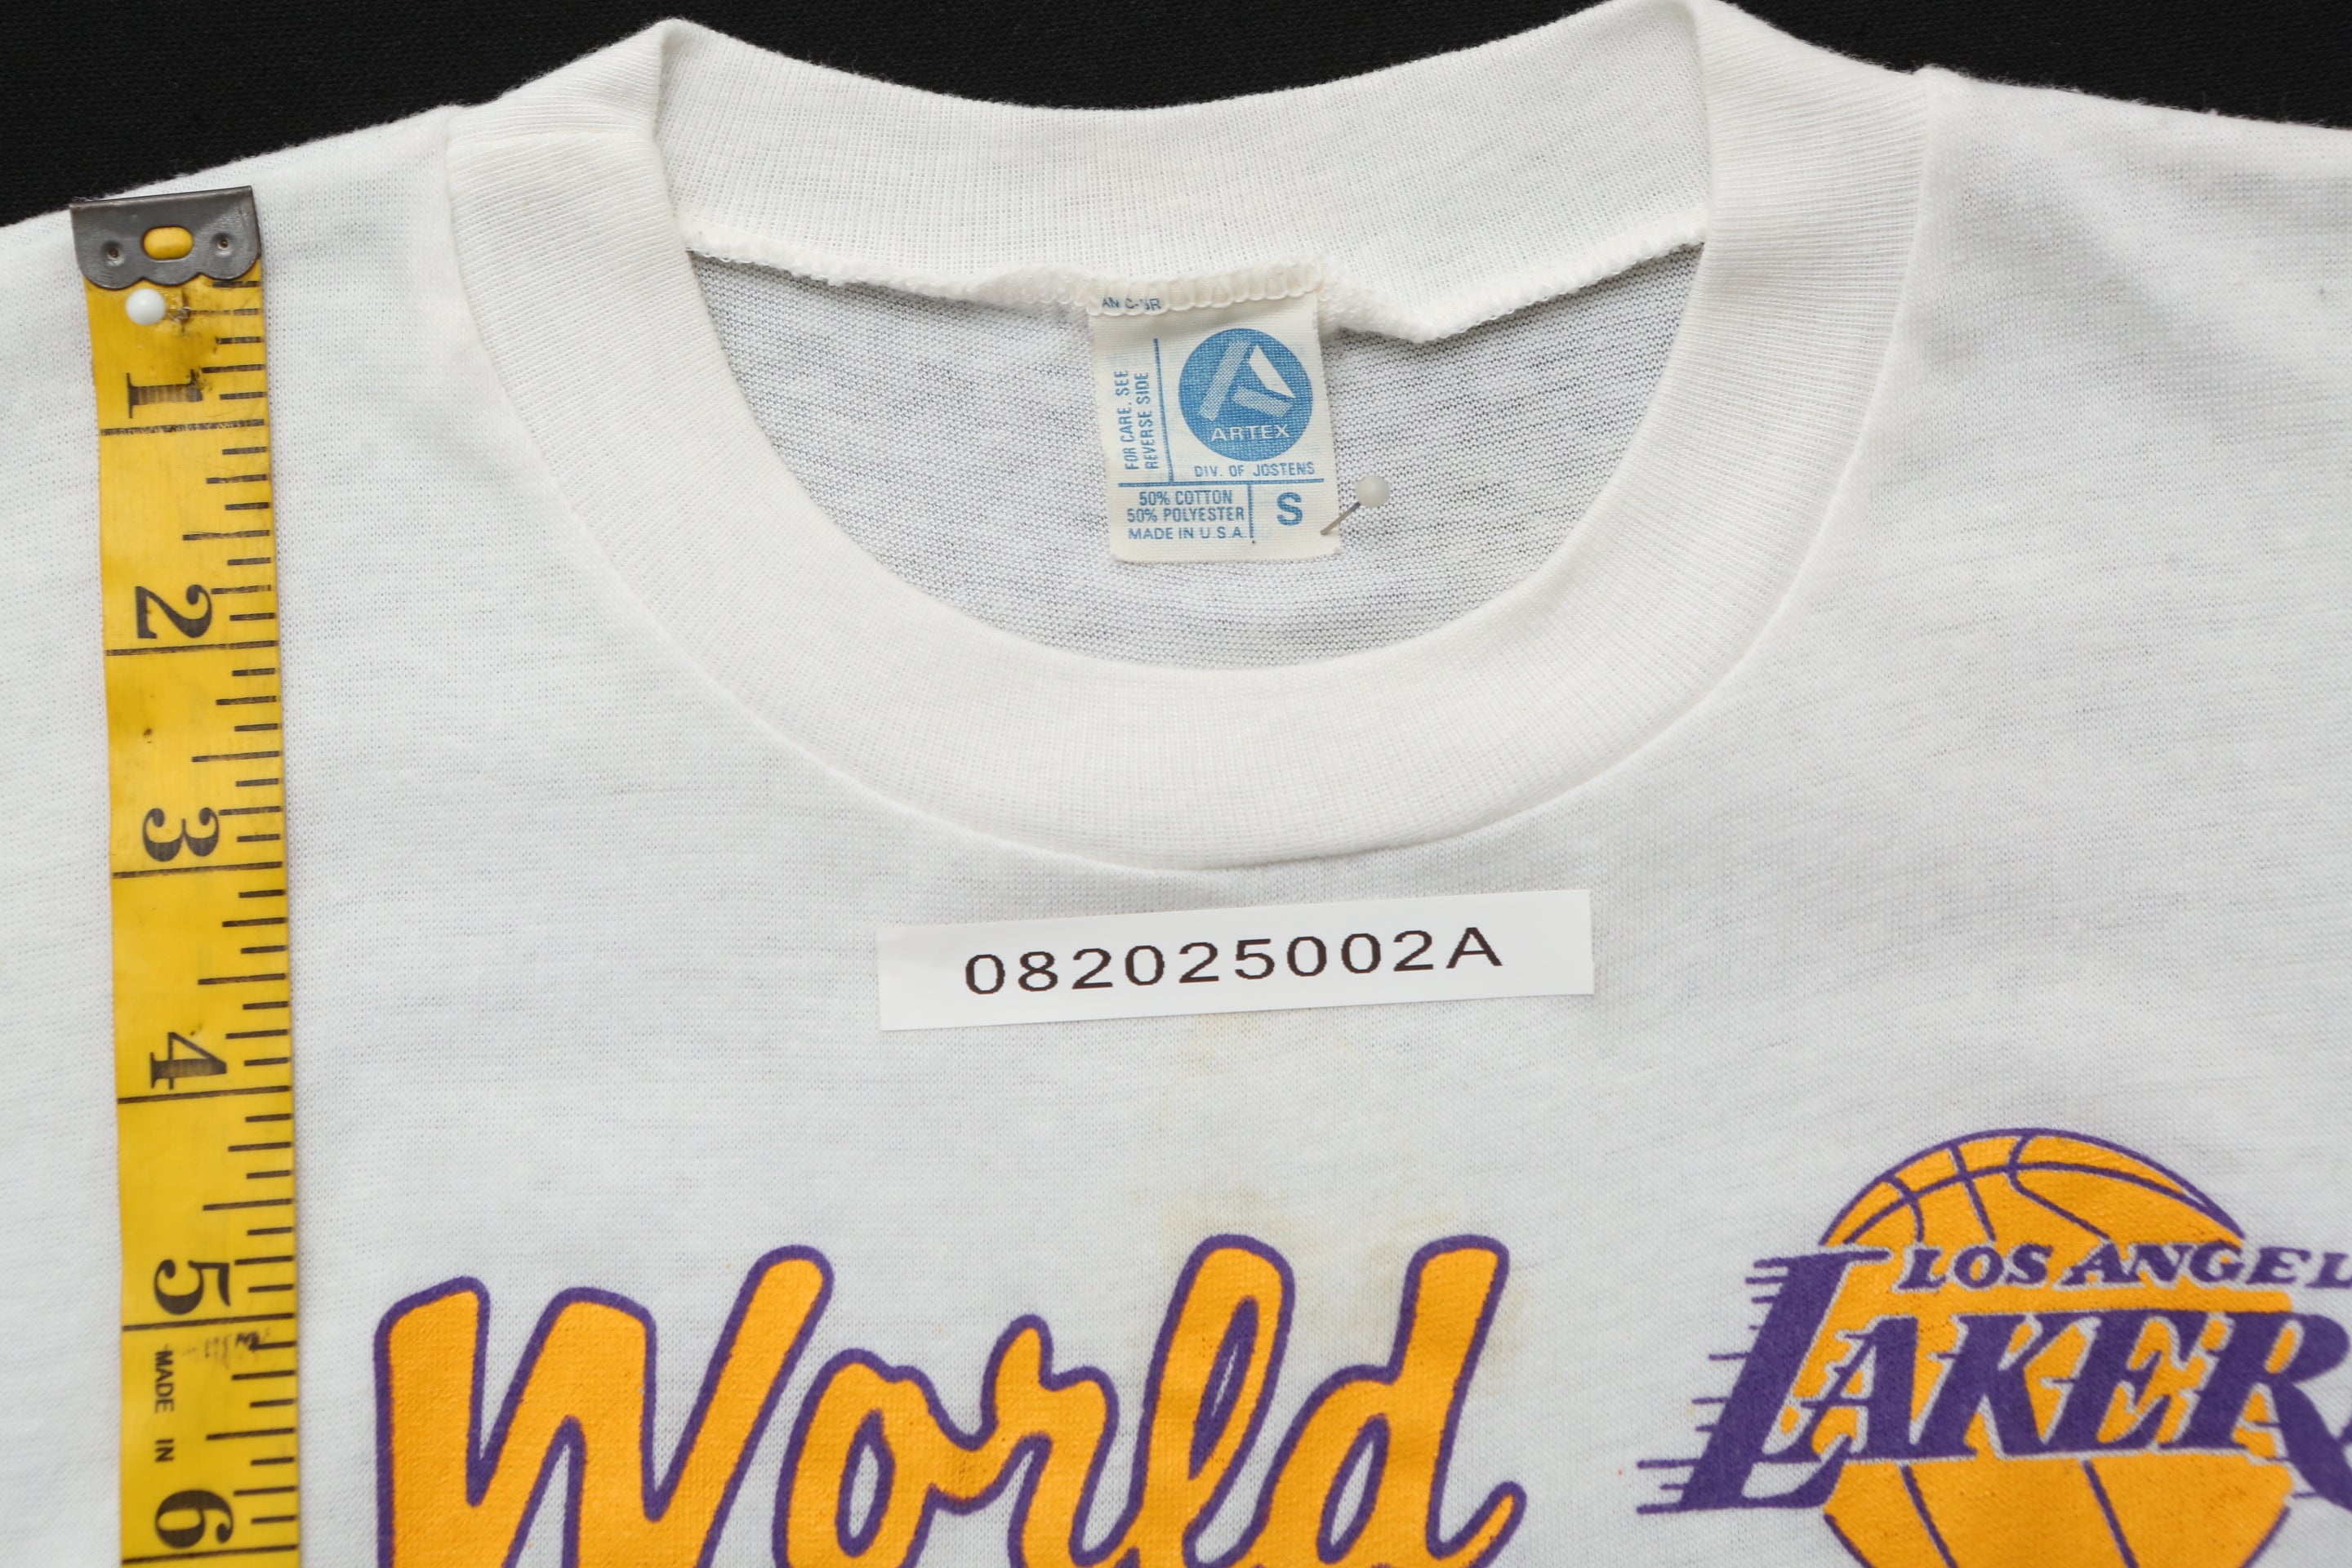 FOR CARE, SEE
REVERSE SIDE
ARTEX
DIV. OF JOSTENS
50% COTTON
50% POLYESTER
MADE IN U.S.A.
S
082025002A
World
LOS ANGEL
LAKER
1
2
3
4
5
MADE IN
6